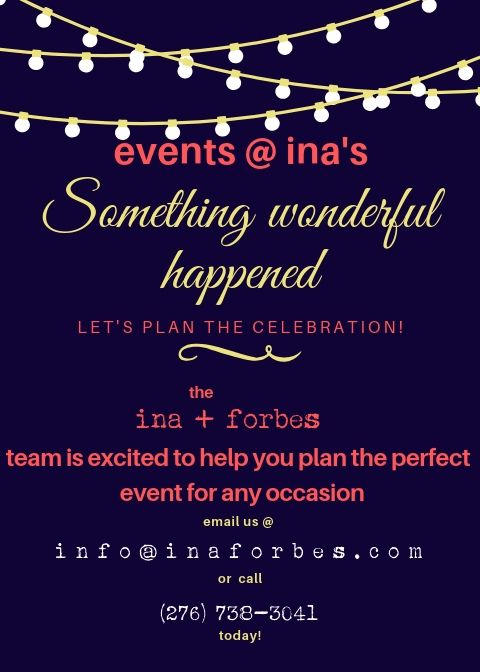 events @ ina's
Something wonderful
happened
LET'S PLAN THE CELEBRATION!
the
ina + forbes
team is excited to help you plan the perfect
event for any occasion
email us @
info@inaforbes.com
or call
(276) 738-3041
today!